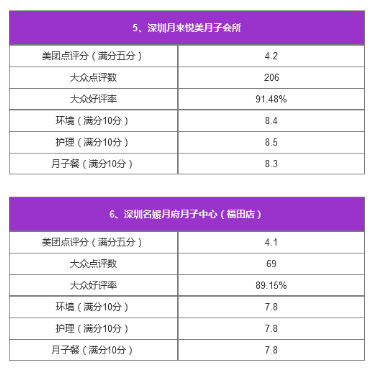 5、深圳月来悦美月子会所
美团点评分（满分五分） 4.2
大众点评数 206
大众好评率 91.48%
环境（满分10分） 8.4
护理（满分10分） 8.5
月子餐（满分10分） 8.3
6、深圳名媛月府月子中心（福田店）
美团点评分（满分五分） 4.1
大众点评数 69
大众好评率 89.15%
环境（满分10分） 7.8
护理（满分10分） 7.8
月子餐（满分10分） 7.8